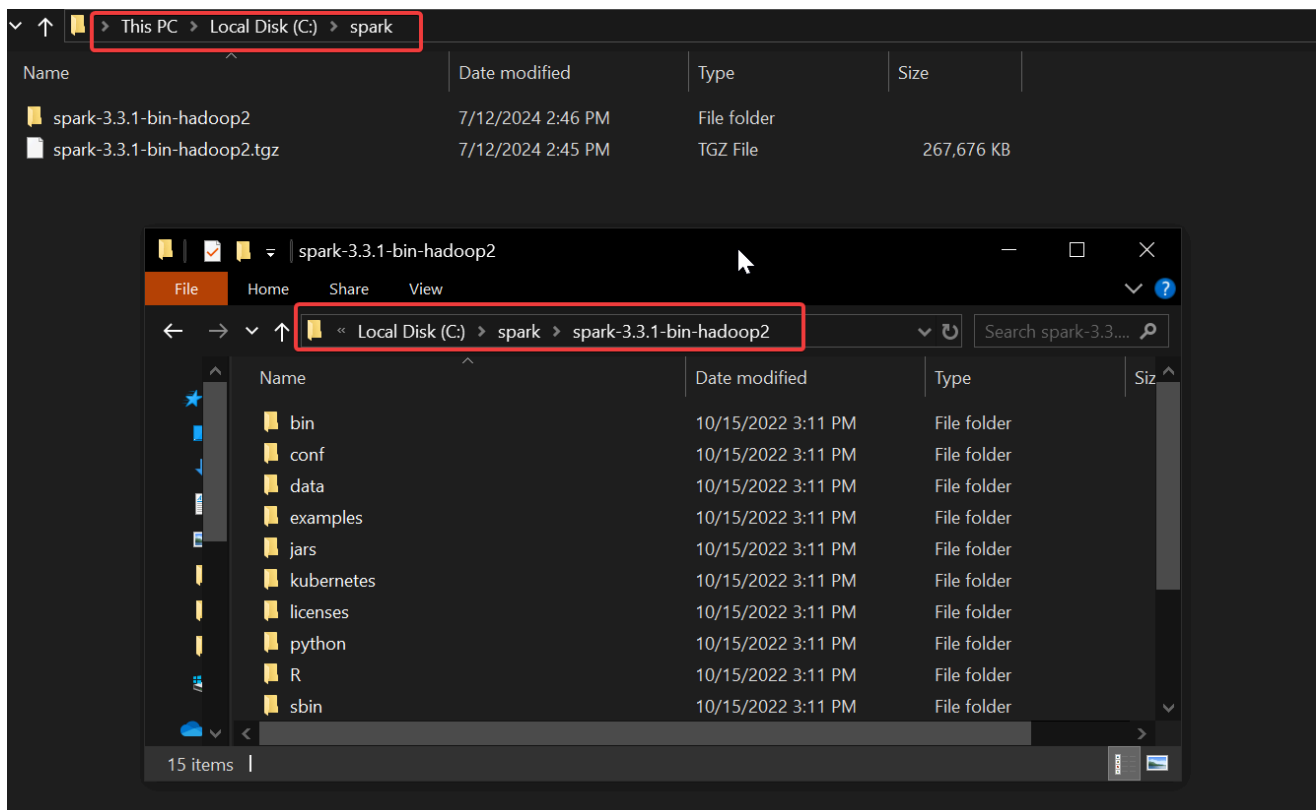 This PC > Local Disk (C:) > spark
Name Date modified Type Size
spark-3.3.1-bin-hadoop2 7/12/2024 2:46 PM File folder
spark-3.3.1-bin-hadoop2.tgz 7/12/2024 2:45 PM TGZ File 267,676 KB
spark-3.3.1-bin-hadoop2
File Home Share View
« Local Disk (C:) > spark > spark-3.3.1-bin-hadoop2 Search spark-3.3....
Name Date modified Type Siz
bin 10/15/2022 3:11 PM File folder
conf 10/15/2022 3:11 PM File folder
data 10/15/2022 3:11 PM File folder
examples 10/15/2022 3:11 PM File folder
jars 10/15/2022 3:11 PM File folder
kubernetes 10/15/2022 3:11 PM File folder
licenses 10/15/2022 3:11 PM File folder
python 10/15/2022 3:11 PM File folder
R 10/15/2022 3:11 PM File folder
sbin 10/15/2022 3:11 PM File folder
15 items